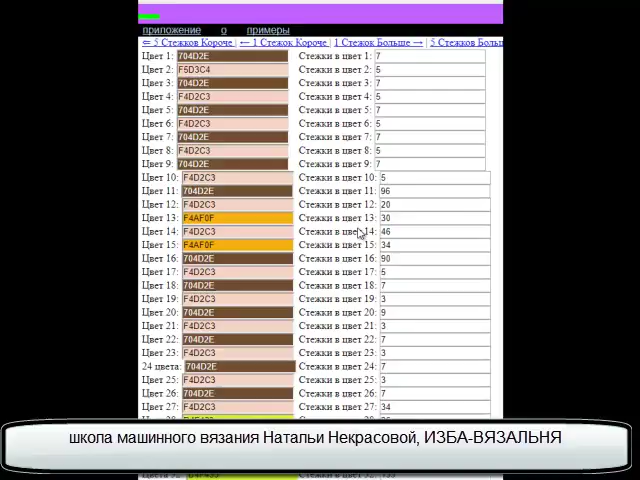 приложение о примеры
⇐ 5 Стежков Короче | ← 1 Стежок Короче | 1 Стежок Больше → | 5 Стежков Больш
Цвет 1: 704D2E Стежки в цвет 1: 7
Цвет 2: F5D3C4 Стежки в цвет 2: 5
Цвет 3: 704D2E Стежки в цвет 3: 7
Цвет 4: F4D2C3 Стежки в цвет 4: 5
Цвет 5: 704D2E Стежки в цвет 5: 7
Цвет 6: F4D2C3 Стежки в цвет 6: 5
Цвет 7: 704D2E Стежки в цвет 7: 7
Цвет 8: F4D2C3 Стежки в цвет 8: 5
Цвет 9: 704D2E Стежки в цвет 9: 7
Цвет 10: F4D2C3 Стежки в цвет 10: 5
Цвет 11: 704D2E Стежки в цвет 11: 96
Цвет 12: F4D2C3 Стежки в цвет 12: 20
Цвет 13: F4AF0F Стежки в цвет 13: 30
Цвет 14: F4D2C3 Стежки в цвет 14: 46
Цвет 15: F4AF0F Стежки в цвет 15: 34
Цвет 16: 704D2E Стежки в цвет 16: 90
Цвет 17: F4D2C3 Стежки в цвет 17: 5
Цвет 18: 704D2E Стежки в цвет 18: 7
Цвет 19: F4D2C3 Стежки в цвет 19: 3
Цвет 20: 704D2E Стежки в цвет 20: 9
Цвет 21: F4D2C3 Стежки в цвет 21: 3
Цвет 22: 704D2E Стежки в цвет 22: 7
Цвет 23: F4D2C3 Стежки в цвет 23: 3
24 цвета: 704D2E Стежки в цвет 24: 7
Цвет 25: F4D2C3 Стежки в цвет 25: 3
Цвет 26: 704D2E Стежки в цвет 26: 7
Цвет 27: F4D2C3 Стежки в цвет 27: 34
школа машинного вязания Натальи Некрасовой, ИЗБА-ВЯЗАЛЬНЯ